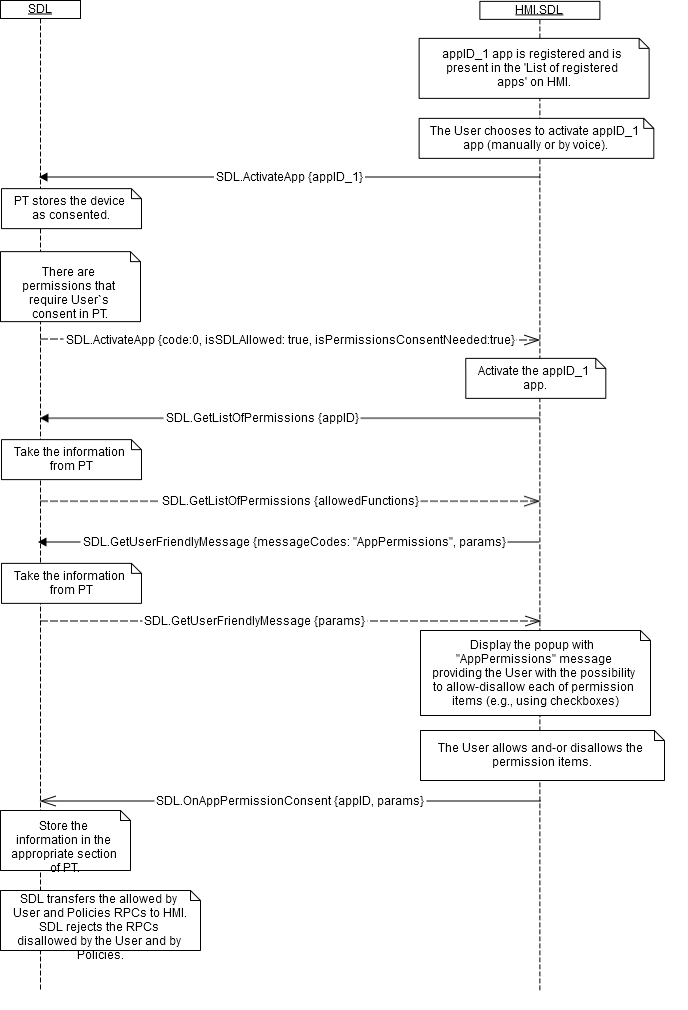 SDL
HMI.SDL
appID_1 app is registered and is
present in the 'List of registered
apps' on HMI.
The User chooses to activate appID_1
app (manually or by voice).
SDL.ActivateApp {appID_1}
PT stores the device
as consented.
There are
permissions that
require User`s
consent in PT.
SDL.ActivateApp {code:0, isSDLAllowed: true, isPermissionsConsentNeeded:true}
Activate the appID_1
app.
SDL.GetListOfPermissions {appID}
Take the information
from PT
SDL.GetListOfPermissions {allowedFunctions}
SDL.GetUserFriendlyMessage {messageCodes: "AppPermissions", params}
Take the information
from PT
SDL.GetUserFriendlyMessage {params}
Display the popup with
"AppPermissions" message
providing the User with the possibility
to allow-disallow each of permission
items (e.g., using checkboxes)
The User allows and-or disallows the
permission items.
SDL.OnAppPermissionConsent {appID, params}
Store the
information in the
appropriate section
of PT.
SDL transfers the allowed by
User and Policies RPCs to HMI.
SDL rejects the RPCs
disallowed by the User and by
Policies.